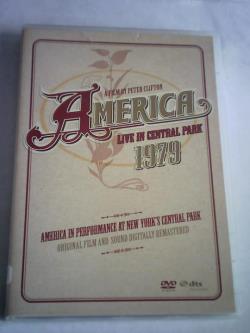 A FILM BY PETER CLIFTON
AMERICA
LIVE IN CENTRAL PARK
1979
AMERICA IN PERFORMANCE AT NEW YORK'S CENTRAL PARK
ORIGINAL FILM AND SOUND DIGITALLY REMASTERED
DVD dts